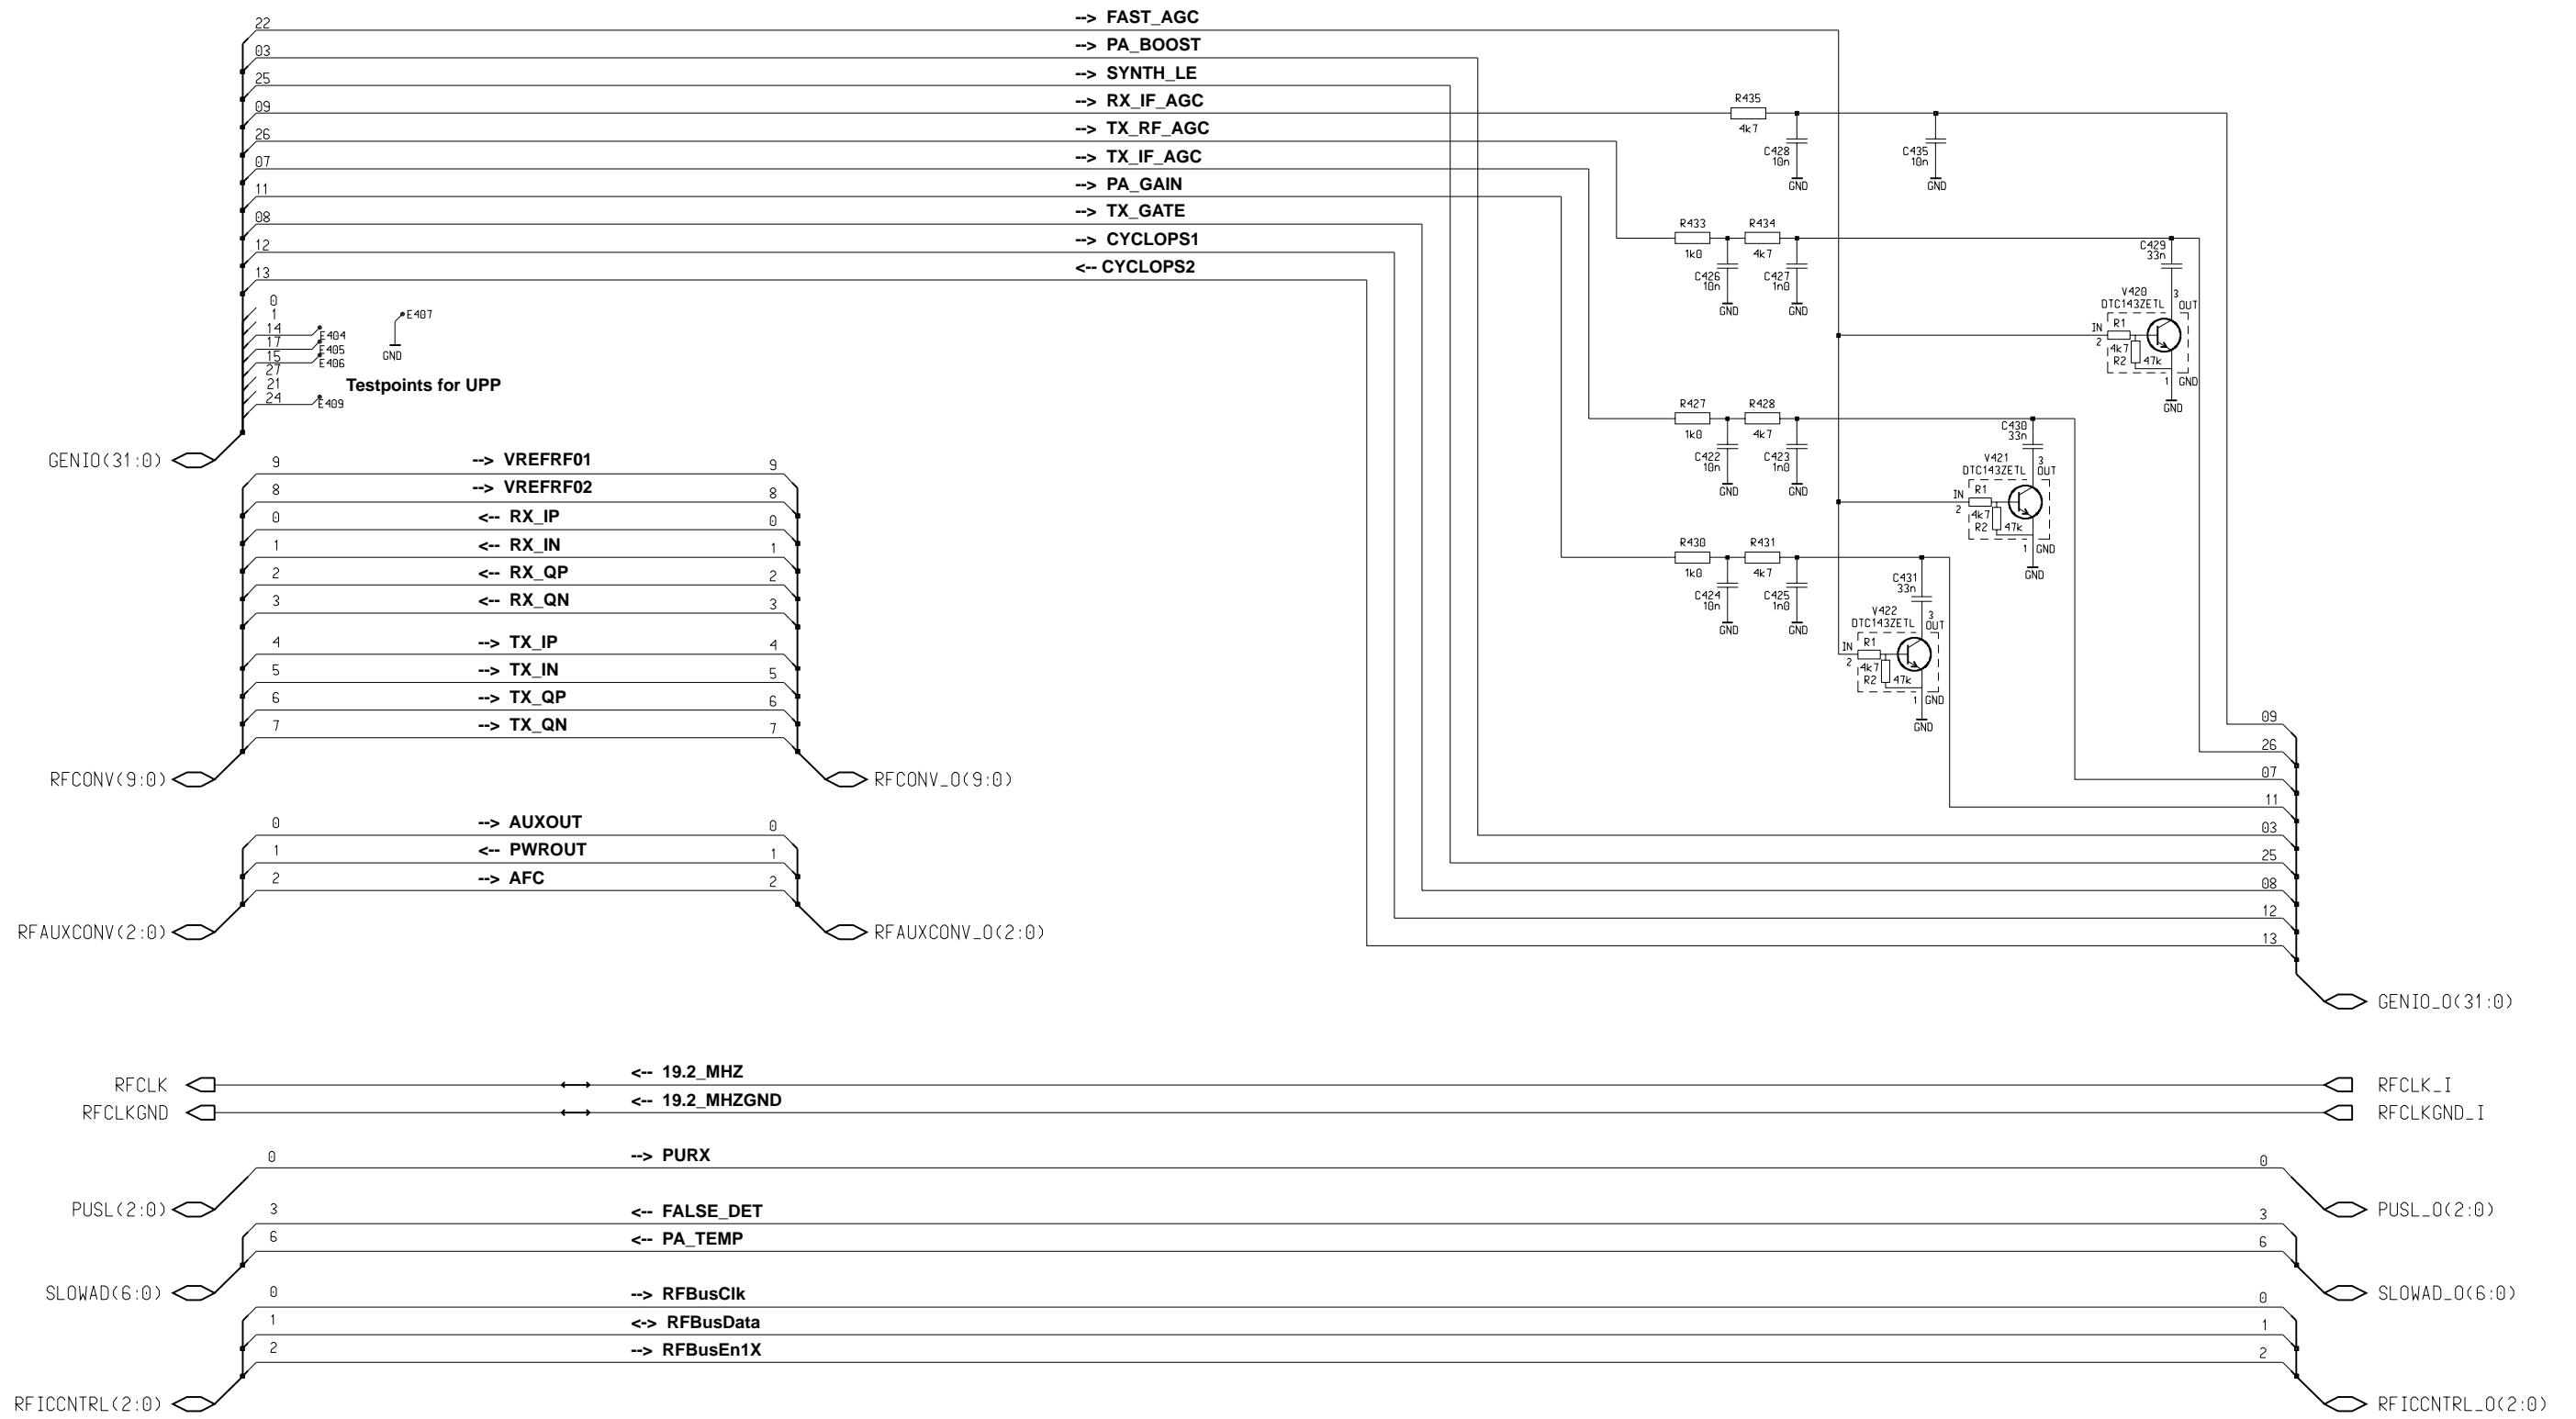 22 --> FAST_AGC
03 --> PA_BOOST
25 --> SYNTH_LE
09 --> RX_IF_AGC
26 --> TX_RF_AGC
07 --> TX_IF_AGC
11 --> PA_GAIN
08 --> TX_GATE
12 --> CYCLOPS1
13 <-- CYCLOPS2
0
1
14 E404
17 E405
15 E406
27
21
24 E409
E407
GND
Testpoints for UPP
GENIO(31:0)
R435
4k7
C428
10n
GND
C435
10n
GND
R433
1k0
R434
4k7
C426
10n
GND
C427
1n0
GND
C429
33n
V420
DTC143ZETL
3
OUT
IN
2
R1
4k7
R2
47k
1
GND
GND
R427
1k0
R428
4k7
C422
10n
GND
C423
1n0
GND
C430
33n
V421
DTC143ZETL
3
OUT
IN
2
R1
4k7
R2
47k
1
GND
GND
R430
1k0
R431
4k7
C424
10n
GND
C425
1n0
GND
C431
33n
V422
DTC143ZETL
3
OUT
IN
2
R1
4k7
R2
47k
1
GND
GND
09
26
07
11
03
25
08
12
13
GENIO_O(31:0)
9 --> VREFRF01 9
8 --> VREFRF02 8
0 <-- RX_IP 0
1 <-- RX_IN 1
2 <-- RX_QP 2
3 <-- RX_QN 3
4 --> TX_IP 4
5 --> TX_IN 5
6 --> TX_QP 6
7 --> TX_QN 7
RFCONV(9:0) RFCONV_O(9:0)
0 --> AUXOUT 0
1 <-- PWROUT 1
2 --> AFC 2
RFAUXCONV(2:0) RFAUXCONV_O(2:0)
RFCLK <-- 19.2_MHZ RFCLK_I
RFCLKGND <-- 19.2_MHZGND RFCLKGND_I
0 --> PURX 0
PUSL(2:0) PUSL_O(2:0)
3 <-- FALSE_DET 3
6 <-- PA_TEMP 6
SLOWAD(6:0) SLOWAD_O(6:0)
0 --> RFBusClk 0
1 <-> RFBusData 1
2 --> RFBusEn1X 2
RFICCNTRL(2:0) RFICCNTRL_O(2:0)